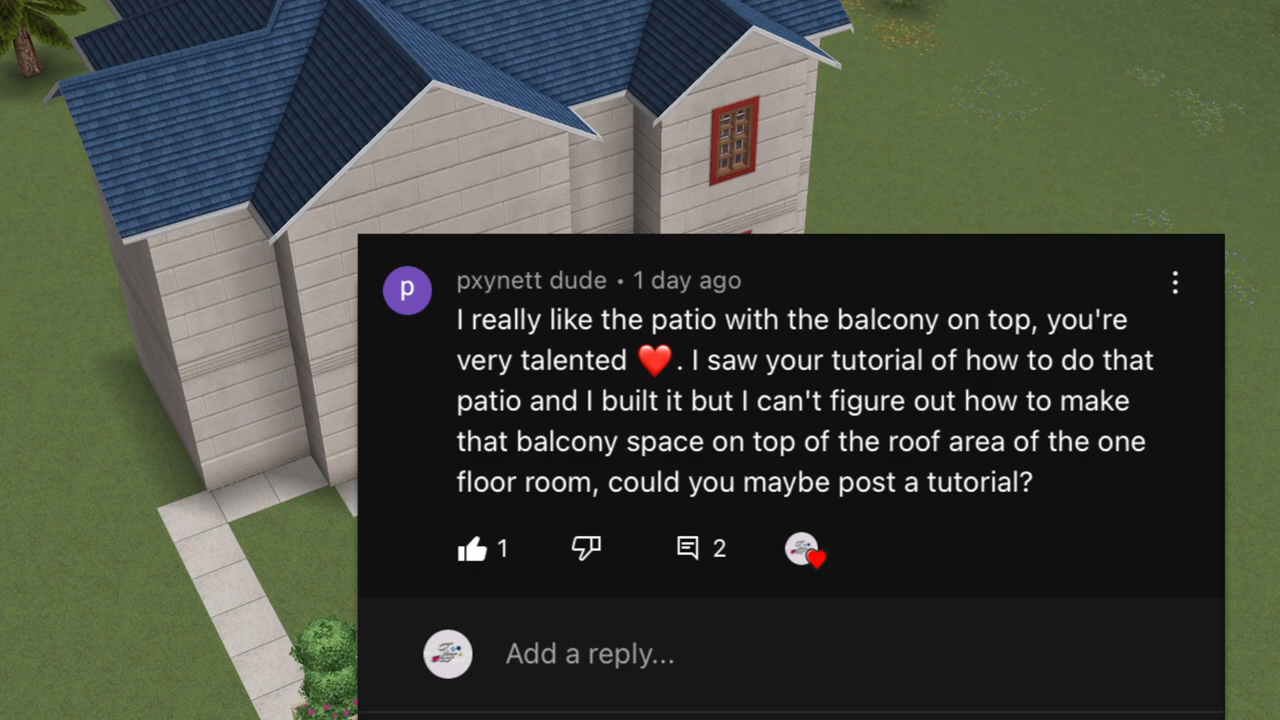 p
pxynett dude • 1 day ago
I really like the patio with the balcony on top, you're
very talented ❤️. I saw your tutorial of how to do that
patio and I built it but I can't figure out how to make
that balcony space on top of the roof area of the one
floor room, could you maybe post a tutorial?
1
2
Add a reply...